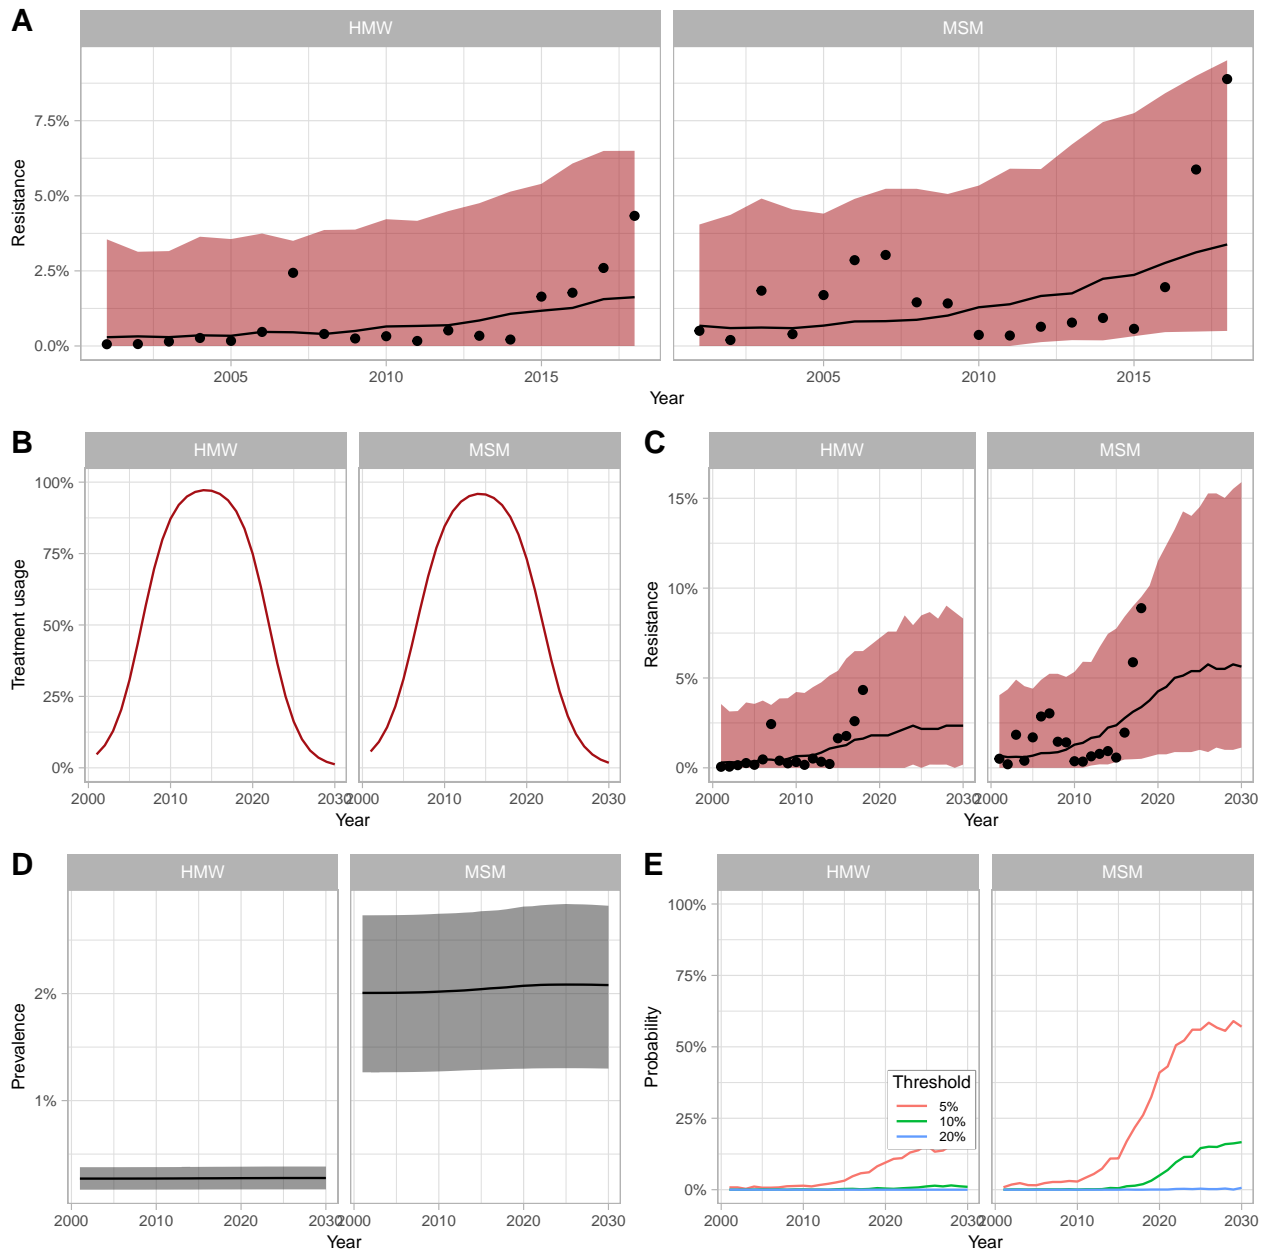 A
HMW
MSM
7.5%
5.0%
2.5%
0.0%
Resistance
2005
2010
2015
2005
2010
2015
Year
B
HMW
MSM
100%
75%
50%
25%
0%
Treatment usage
2000
2010
2020
2030
2000
2010
2020
2030
Year
C
HMW
MSM
15%
10%
5%
0%
Resistance
2000
2010
2020
2030
2000
2010
2020
2030
Year
D
HMW
MSM
2%
1%
Prevalence
2000
2010
2020
2030
2000
2010
2020
2030
Year
E
HMW
MSM
100%
75%
50%
25%
0%
Probability
Threshold
5%
10%
20%
2000
2010
2020
2030
2000
2010
2020
2030
Year